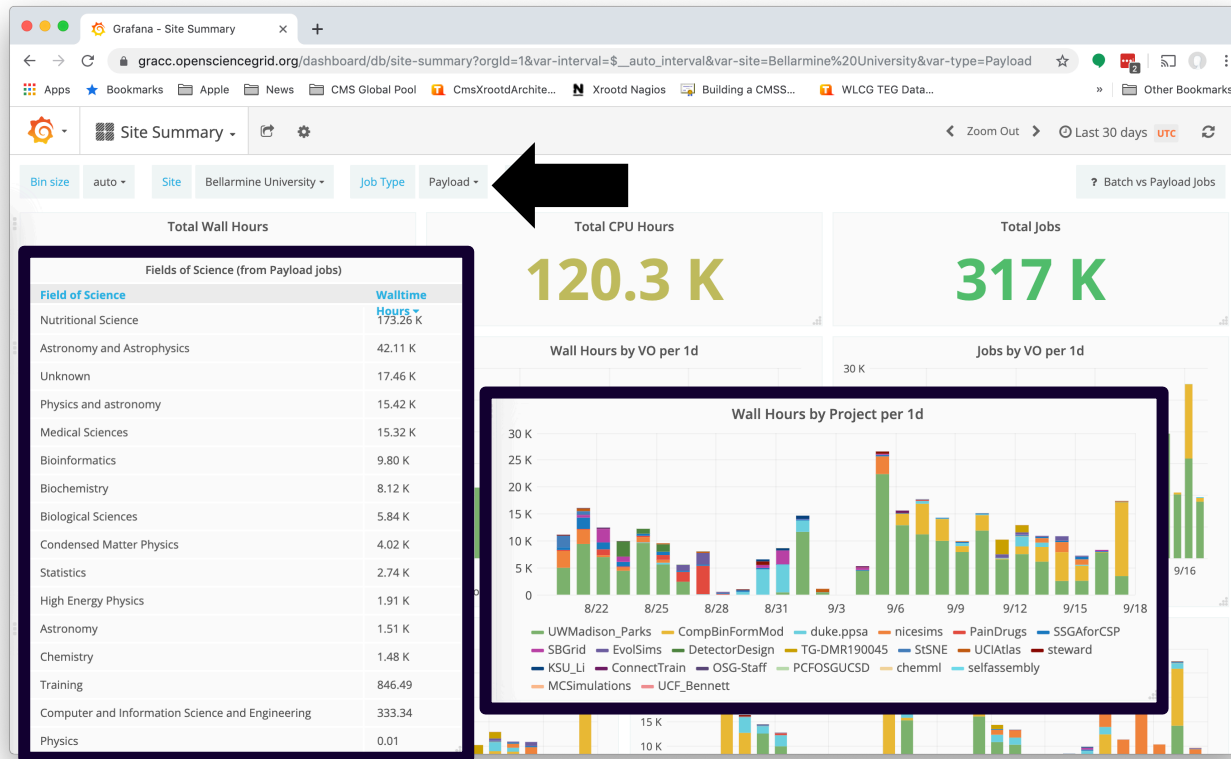 Grafana - Site Summary
gracc.opensciencegrid.org/dashboard/db/site-summary?orgId=1&var-interval=$__auto_interval&var-site=Bellarmine%20University&var-type=Payload
2
Apps Bookmarks Apple News CMS Global Pool CmsXrootdArchite... Xrootd Nagios Building a CMSS... WLCG TEG Data... » Other Bookmarks
Site Summary Zoom Out Last 30 days UTC
Bin size auto Site Bellarmine University Job Type Payload ? Batch vs Payload Jobs
Total Wall Hours
Total CPU Hours
120.3 K
Total Jobs
317 K
Fields of Science (from Payload jobs)
Field of Science Walltime Hours
Nutritional Science 173.26 K
Astronomy and Astrophysics 42.11 K
Unknown 17.46 K
Physics and astronomy 15.42 K
Medical Sciences 15.32 K
Bioinformatics 9.80 K
Biochemistry 8.12 K
Biological Sciences 5.84 K
Condensed Matter Physics 4.02 K
Statistics 2.74 K
High Energy Physics 1.91 K
Astronomy 1.51 K
Chemistry 1.48 K
Training 846.49
Computer and Information Science and Engineering 333.34
Physics 0.01
Wall Hours by VO per 1d
Jobs by VO per 1d
30 K
9/16
Wall Hours by Project per 1d
30 K
25 K
20 K
15 K
10 K
5 K
0
8/22 8/25 8/28 8/31 9/3 9/6 9/9 9/12 9/15 9/18
UWMadison_Parks CompBinFormMod duke.ppsa nicesims PainDrugs SSGAforCSP
SBGrid EvolSims DetectorDesign TG-DMR190045 StSNE UCIAtlas steward
KSU_Li ConnectTrain OSG-Staff PCFOSGUCSD chemml selfassembly
MCSimulations UCF_Bennett
15 K
10 K